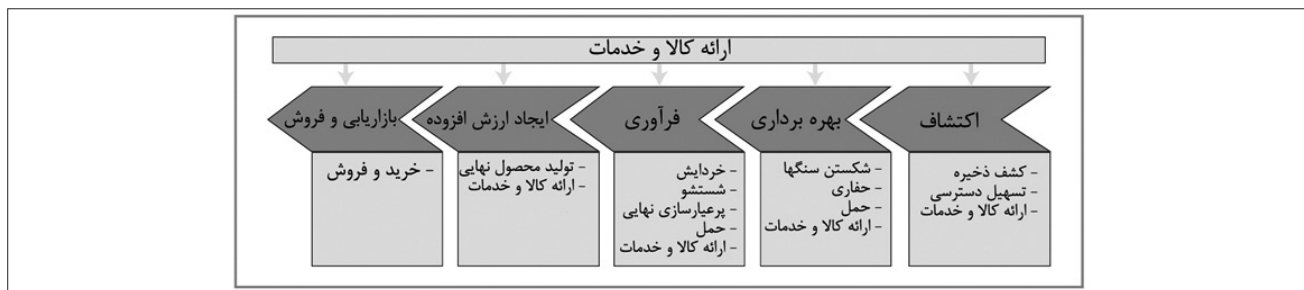 ارائه کالا و خدمات
اکتشاف
- کشف ذخیره
- تسهیل دسترسی
- ارائه کالا و خدمات
بهره برداری
- شکستن سنگها
- حفاری
- حمل
- ارائه کالا و خدمات
فرآوری
- خردایش
- شستشو
- پرعیارسازی نهایی
- حمل
- ارائه کالا و خدمات
ایجاد ارزش افزوده
- تولید محصول نهایی
- ارائه کالا و خدمات
بازاریابی و فروش
- خرید و فروش